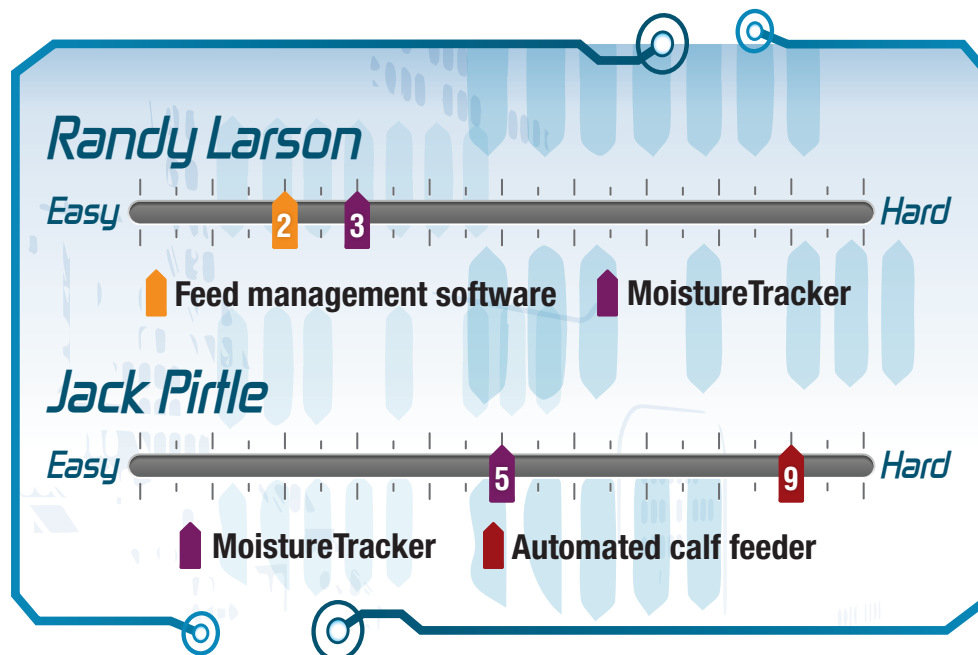 Randy Larson
Easy 2 3 Hard
Feed management software MoistureTracker
Jack Pirtle
Easy 5 9 Hard
MoistureTracker Automated calf feeder